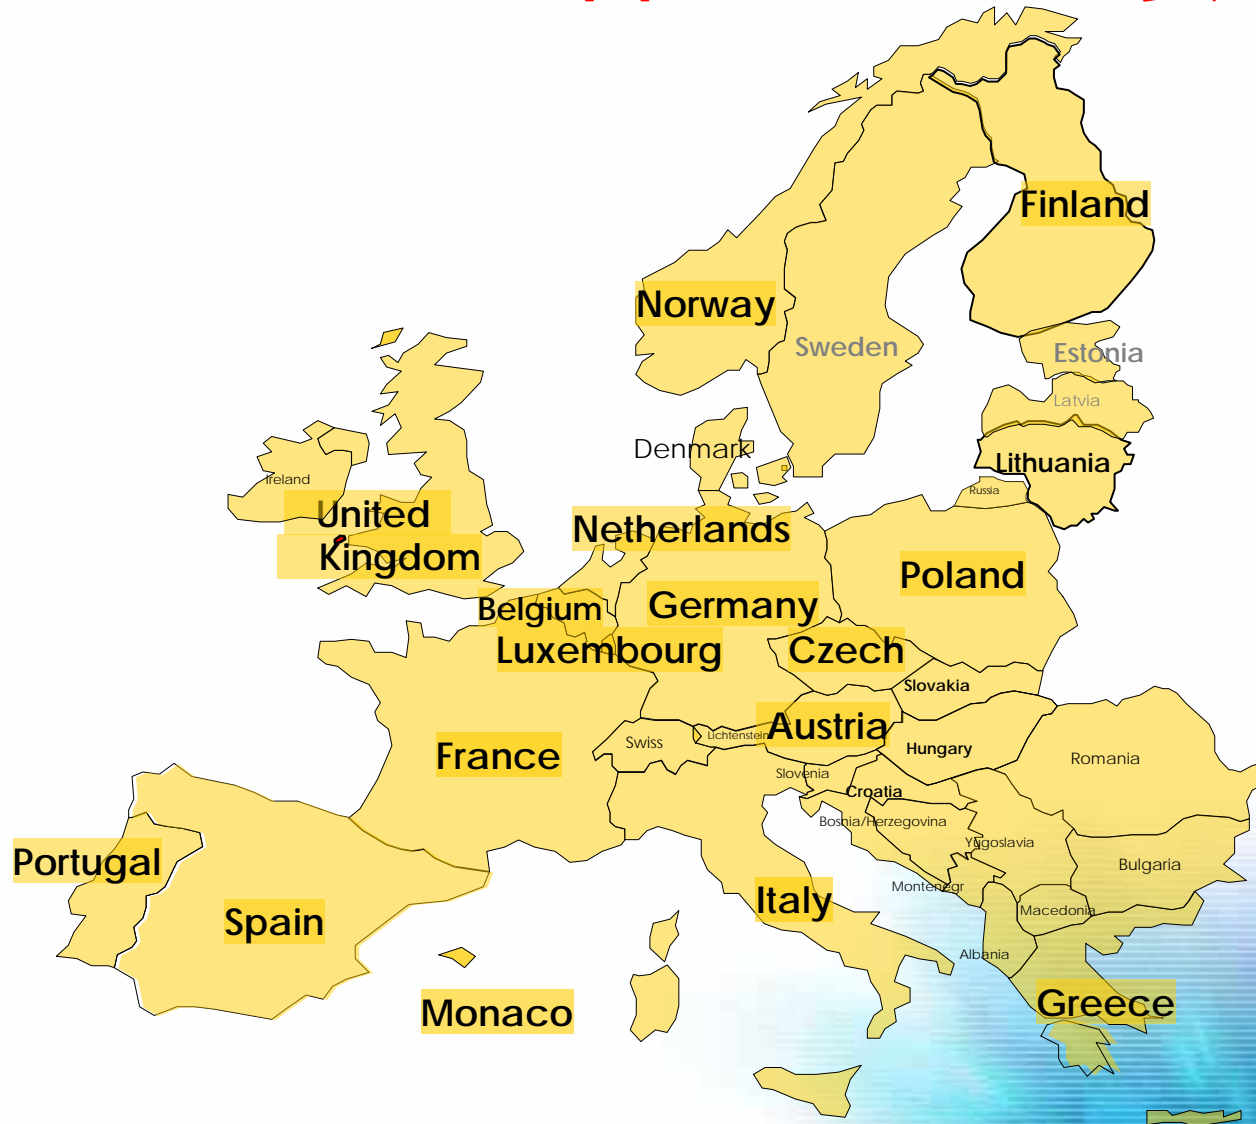 Finland
Norway
Sweden
Estonia
Latvia
Denmark
Lithuania
Ireland
Russia
United
Kingdom
Netherlands
Poland
Belgium
Germany
Luxembourg
Czech
Slovakia
Austria
Lichtenstein
Swiss
France
Hungary
Romania
Slovenia
Croatia
Bosnia/Herzegovina
Yugoslavia
Portugal
Bulgaria
Montenegr
Italy
Macedonia
Spain
Albania
Monaco
Greece